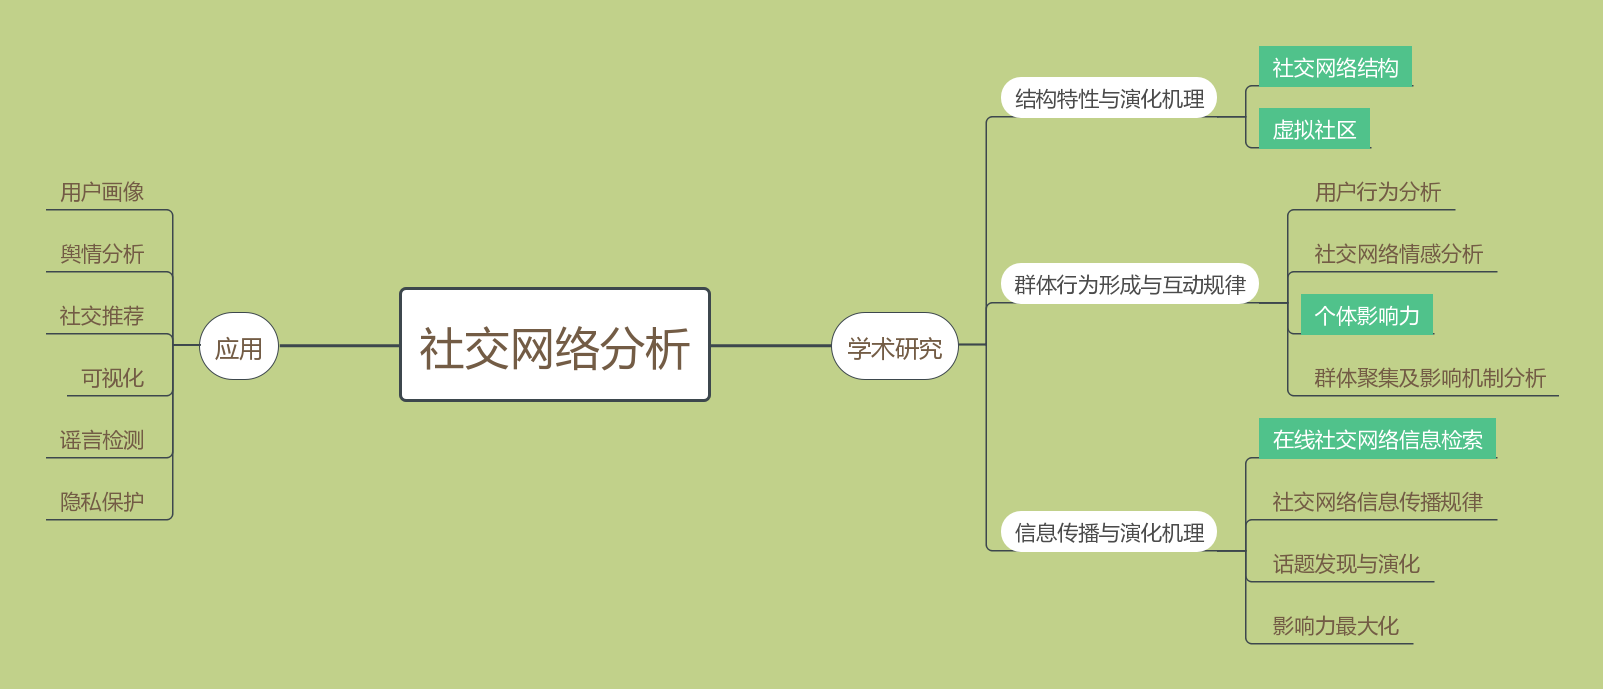 社交网络分析
学术研究
结构特性与演化机理
社交网络结构
虚拟社区
群体行为形成与互动规律
用户行为分析
社交网络情感分析
个体影响力
群体聚集及影响机制分析
信息传播与演化机理
在线社交网络信息检索
社交网络信息传播规律
话题发现与演化
影响力最大化
应用
用户画像
舆情分析
社交推荐
可视化
谣言检测
隐私保护